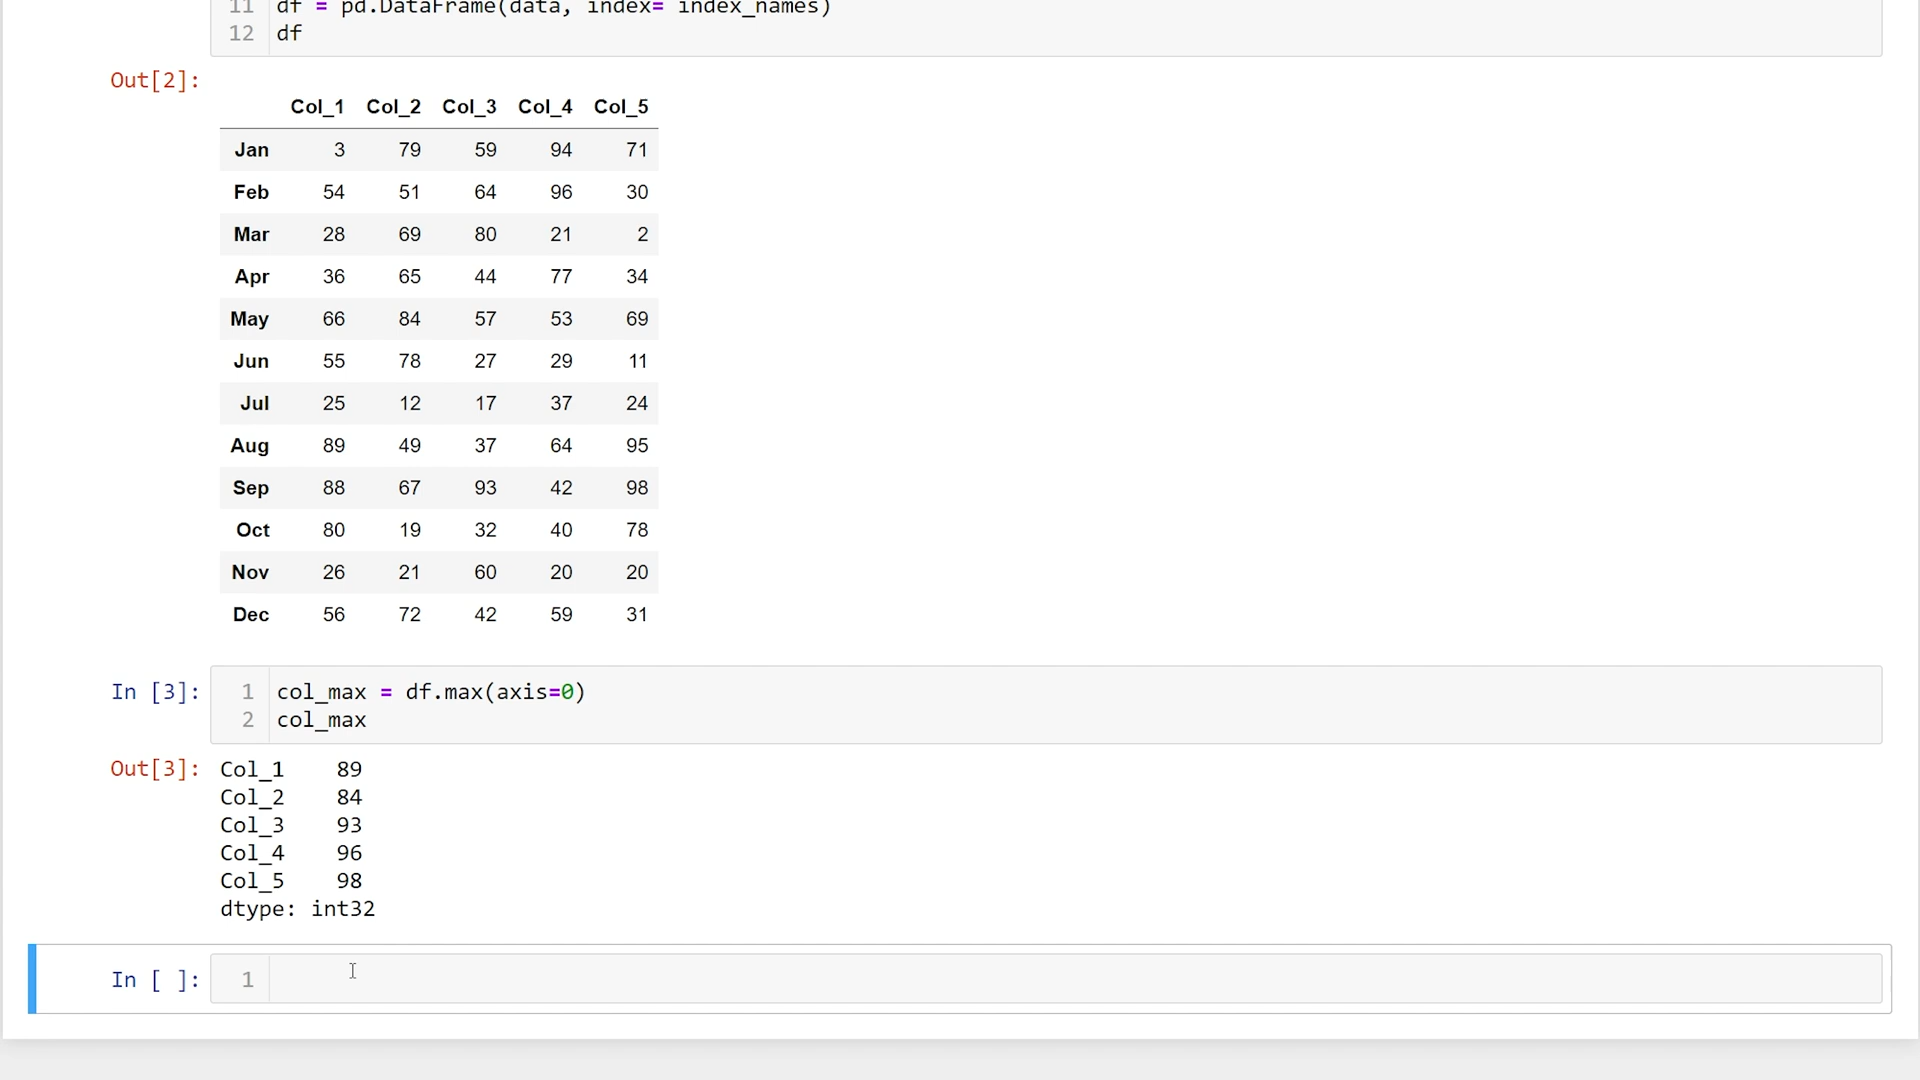 11 df = pd.DataFrame(data, index= index_names)
12 df
Out[2]:
Col_1 Col_2 Col_3 Col_4 Col_5
Jan 3 79 59 94 71
Feb 54 51 64 96 30
Mar 28 69 80 21 2
Apr 36 65 44 77 34
May 66 84 57 53 69
Jun 55 78 27 29 11
Jul 25 12 17 37 24
Aug 89 49 37 64 95
Sep 88 67 93 42 98
Oct 80 19 32 40 78
Nov 26 21 60 20 20
Dec 56 72 42 59 31
In [3]: 1 col_max = df.max(axis=0)
2 col_max
Out[3]: Col_1 89
Col_2 84
Col_3 93
Col_4 96
Col_5 98
dtype: int32
In [ ]: 1